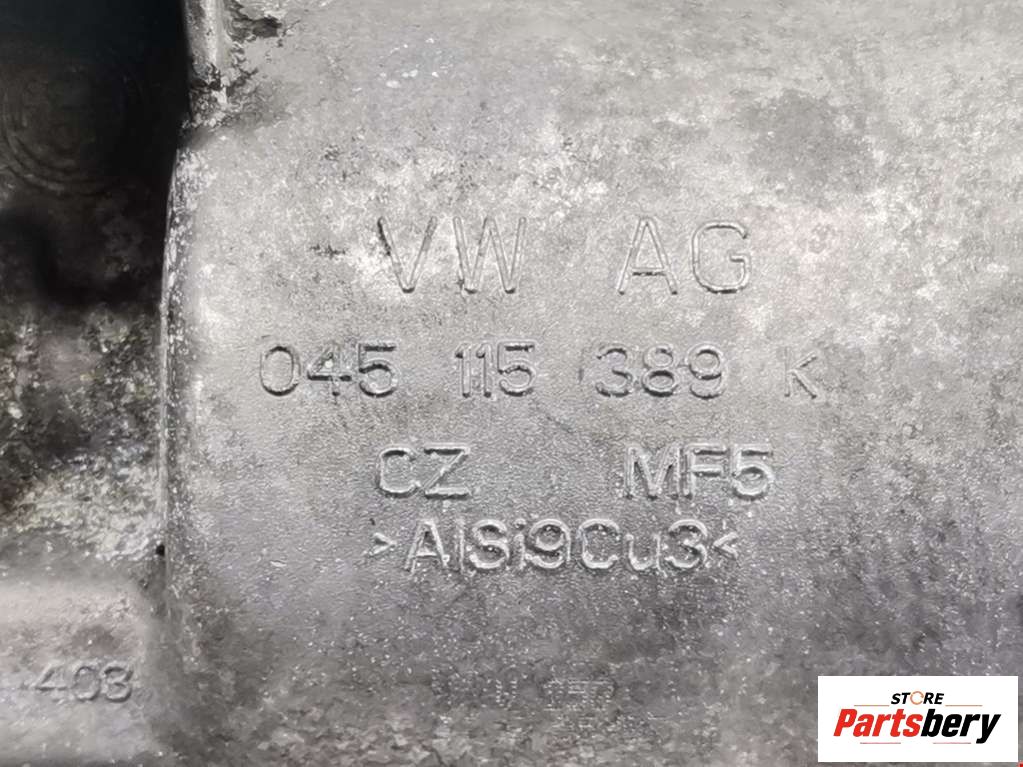 VW AG
045 115 389 K
CZ MF5
>AlSi9Cu3<
403
STORE
Partsbery